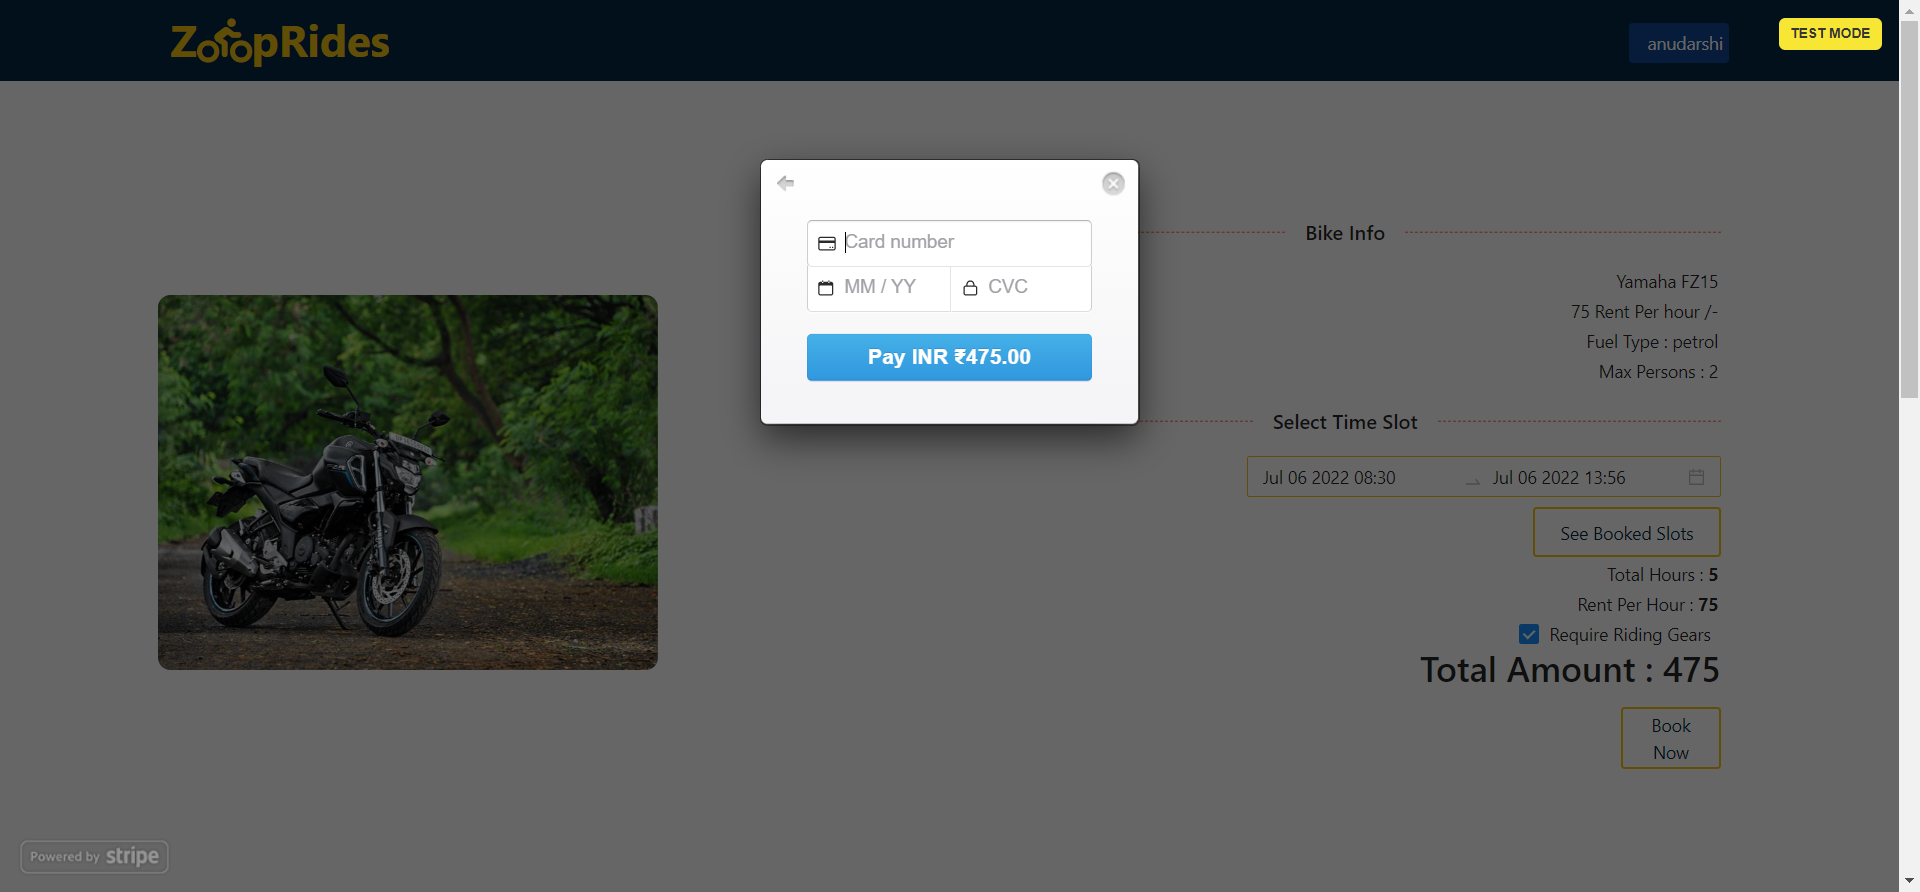 ZoopRides
anudarshi
TEST MODE
Card number
MM / YY
CVC
Pay INR ₹475.00
Bike Info
Yamaha FZ15
75 Rent Per hour /-
Fuel Type : petrol
Max Persons : 2
Select Time Slot
Jul 06 2022 08:30
Jul 06 2022 13:56
See Booked Slots
Total Hours : 5
Rent Per Hour : 75
Require Riding Gears
Total Amount : 475
Book
Now
Powered by stripe